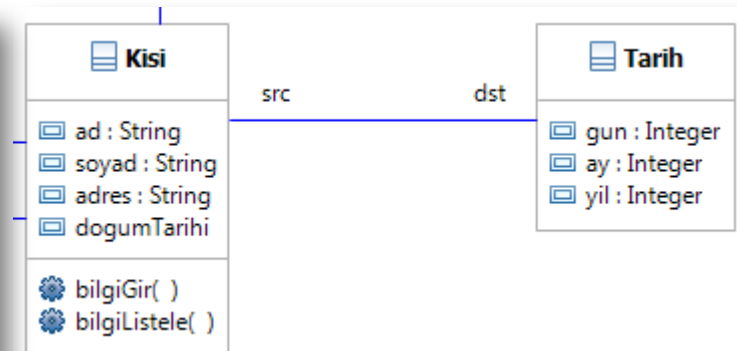 Kisi
ad : String
soyad : String
adres : String
dogumTarihi
bilgiGir( )
bilgiListele( )
src
dst
Tarih
gun : Integer
ay : Integer
yil : Integer